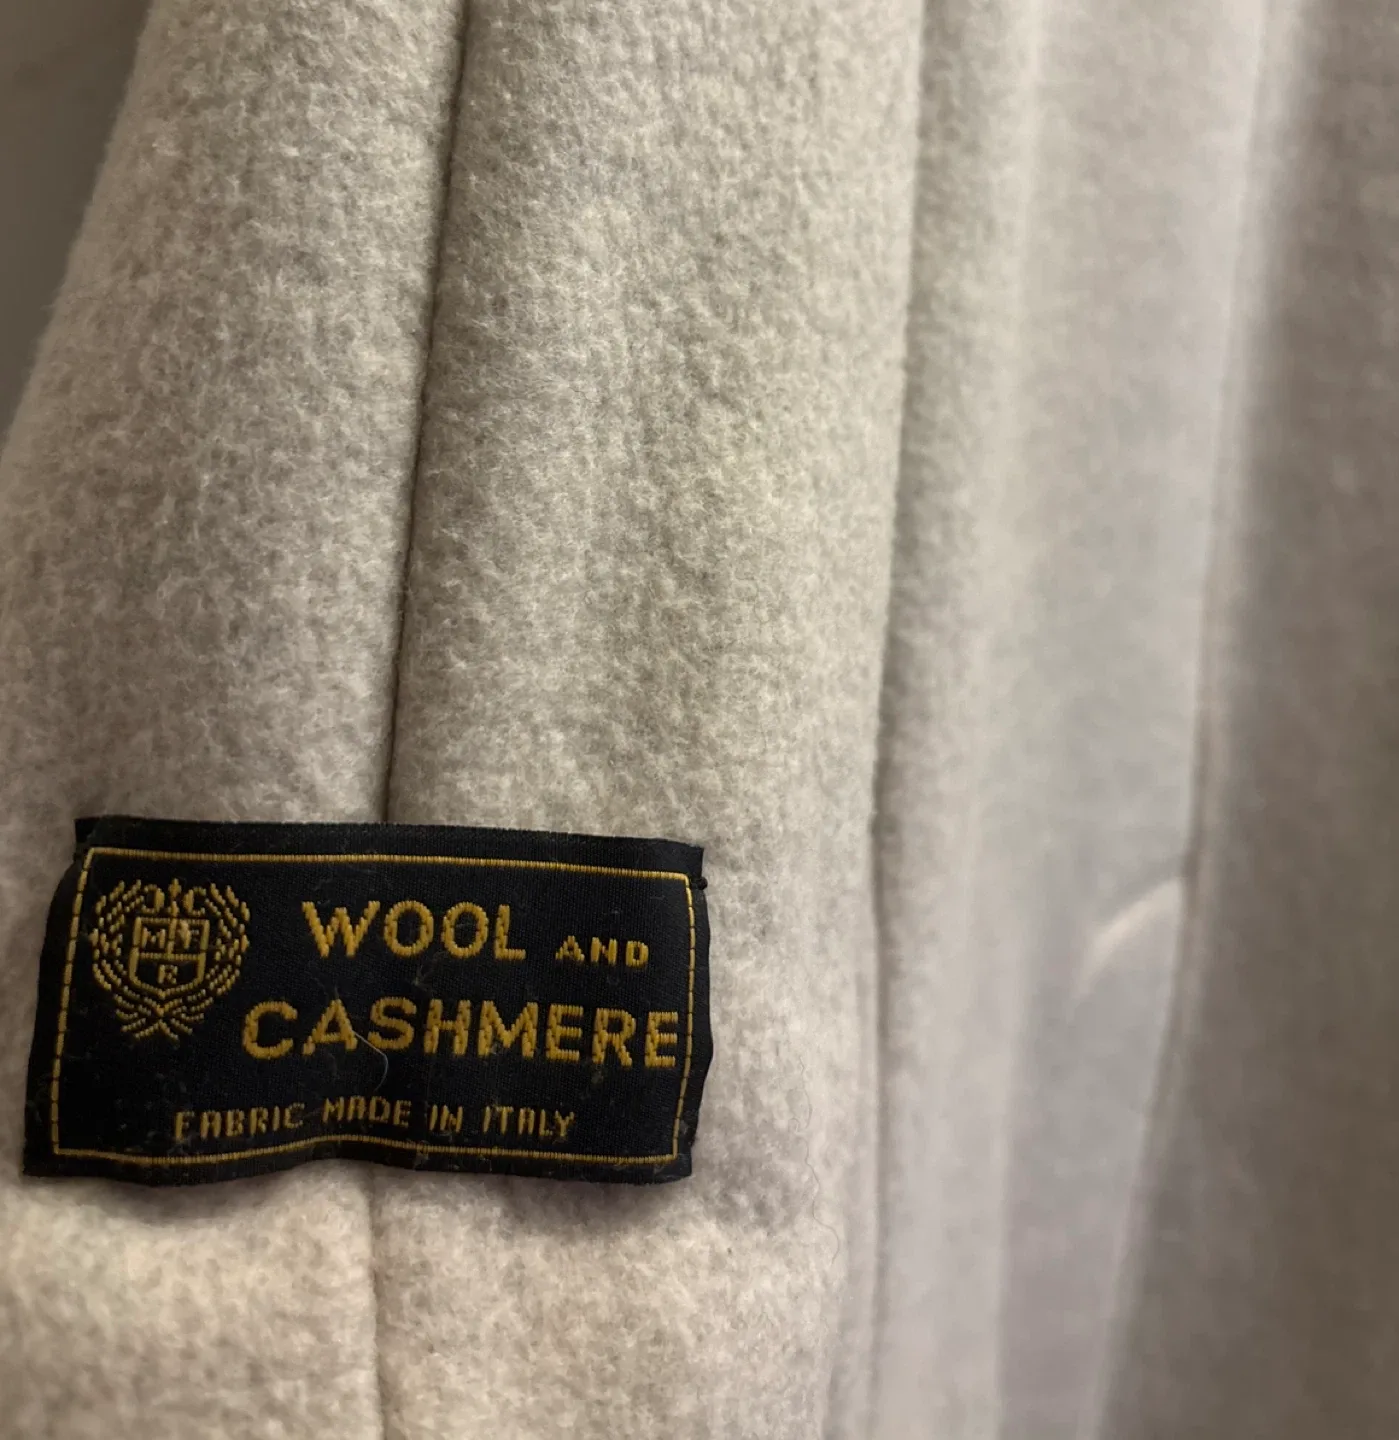 M F
R
WOOL AND
CASHMERE
FABRIC MADE IN ITALY